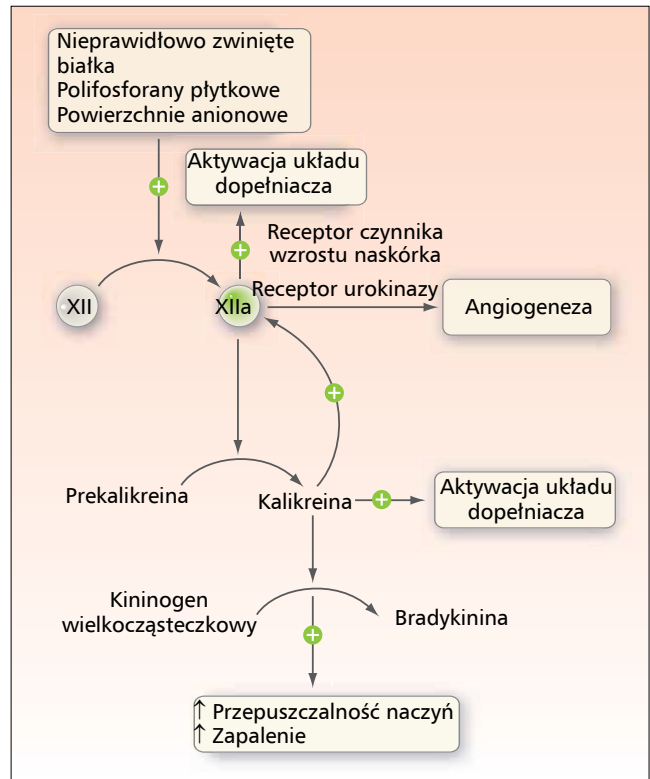 Nieprawidłowo zwinięte
białka
Polifosforany płytkowe
Powierzchnie anionowe
Aktywacja układu
dopełniacza
Receptor czynnika
wzrostu naskórka
Receptor urokinazy
XII
XIIa
Angiogeneza
Prekalikreina
Kalikreina
Aktywacja układu
dopełniacza
Kininogen
wielkocząsteczkowy
Bradykinina
↑ Przepuszczalność naczyń
↑ Zapalenie